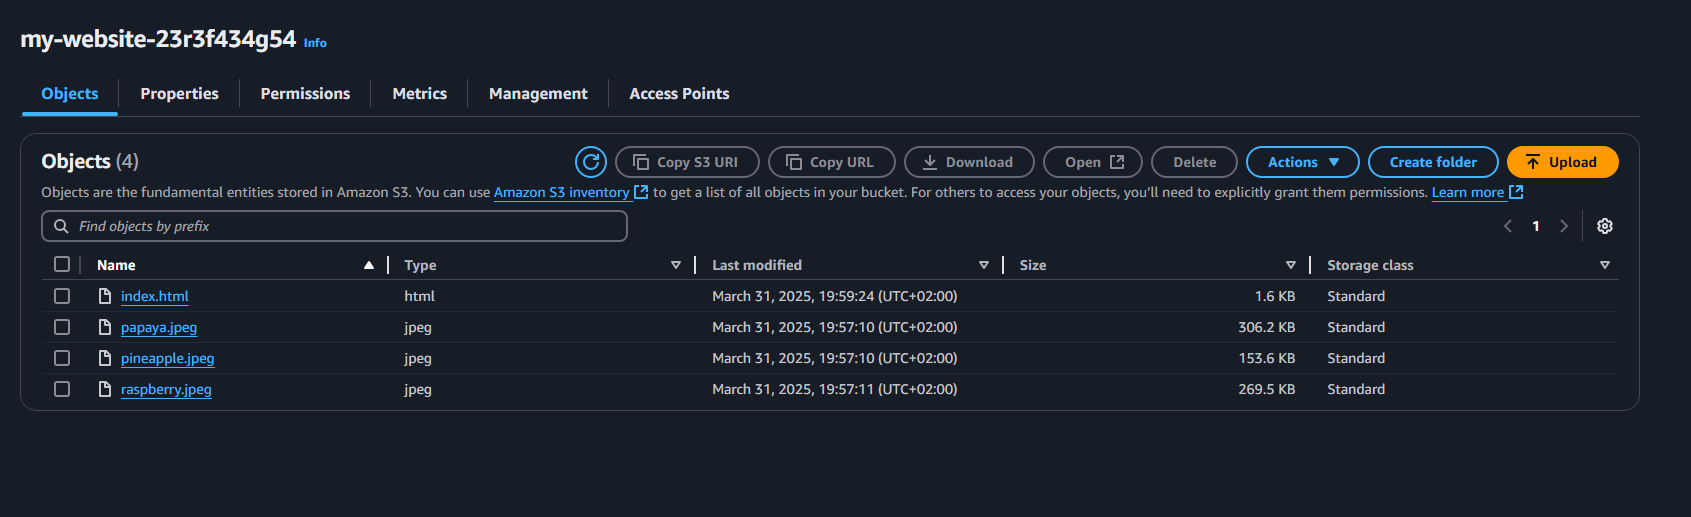 my-website-23r3f434g54 Info
Objects Properties Permissions Metrics Management Access Points
Objects (4) Copy S3 URI Copy URL Download Open Delete Actions Create folder Upload
Objects are the fundamental entities stored in Amazon S3. You can use Amazon S3 inventory to get a list of all objects in your bucket. For others to access your objects, you'll need to explicitly grant them permissions. Learn more
Find objects by prefix 1
Name Type Last modified Size Storage class
index.html html March 31, 2025, 19:59:24 (UTC+02:00) 1.6 KB Standard
papaya.jpeg jpeg March 31, 2025, 19:57:10 (UTC+02:00) 306.2 KB Standard
pineapple.jpeg jpeg March 31, 2025, 19:57:10 (UTC+02:00) 153.6 KB Standard
raspberry.jpeg jpeg March 31, 2025, 19:57:11 (UTC+02:00) 269.5 KB Standard